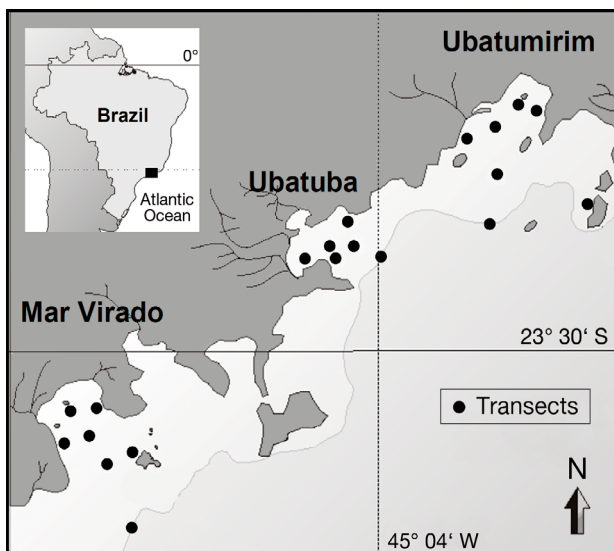 0°
Brazil
Atlantic
Ocean
Ubatumirim
Ubatuba
Mar Virado
23° 30‘ S
Transects
N
45° 04‘ W